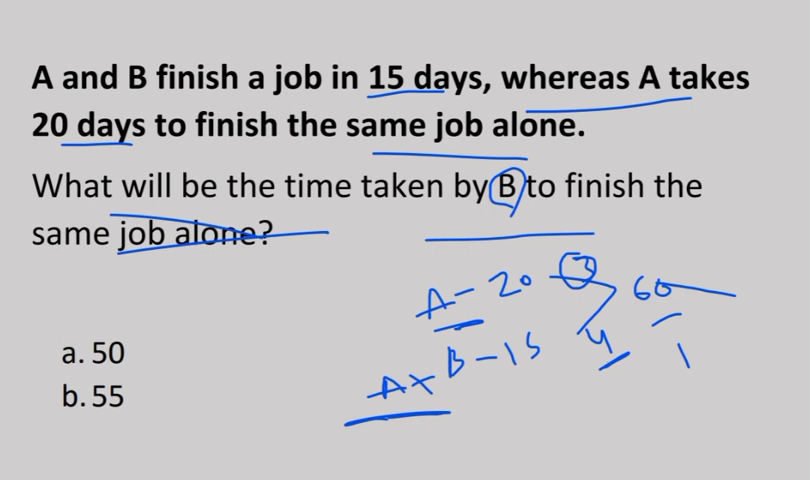 A and B finish a job in 15 days, whereas A takes
20 days to finish the same job alone.
What will be the time taken by B to finish the
same job alone?
A - 20 3 60
A+ B - 15 4 1
a. 50
b. 55